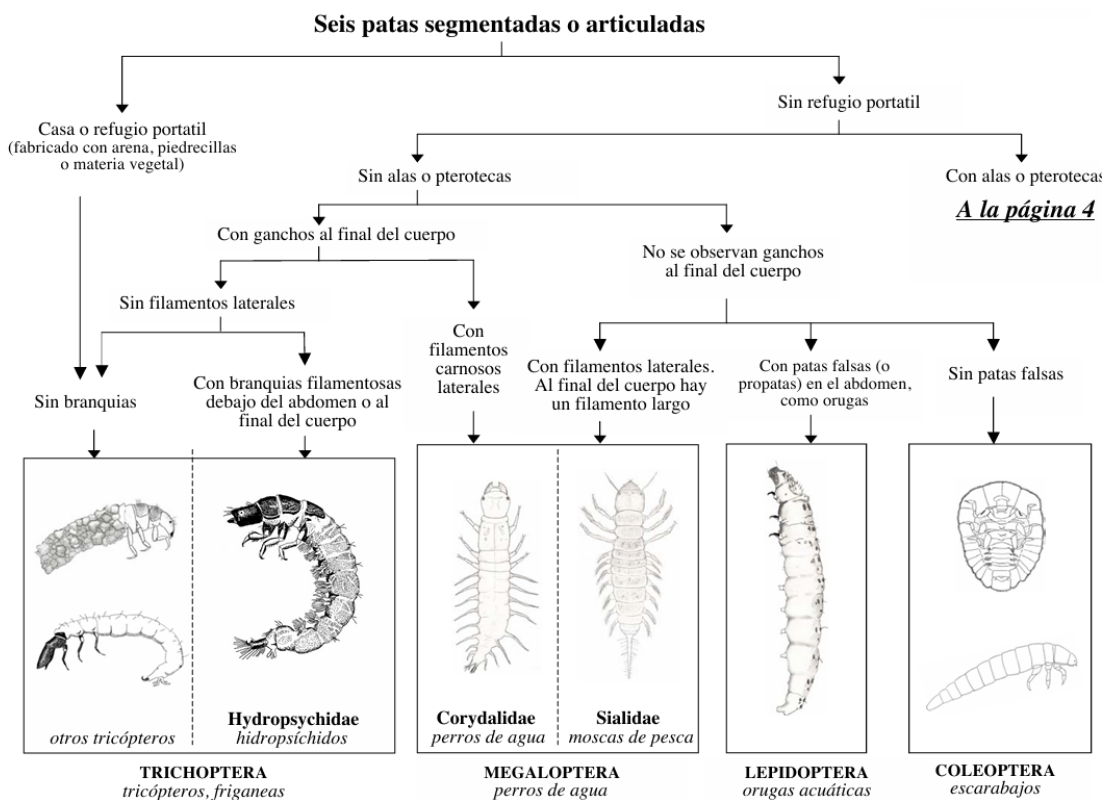 Seis patas segmentadas o articuladas
Sin refugio portatil
Casa o refugio portatil
(fabricado con arena, piedrecillas
o materia vegetal)
Sin alas o pterotecas
Con alas o pterotecas
A la página 4
Con ganchos al final del cuerpo
No se observan ganchos
al final del cuerpo
Sin filamentos laterales
Con
filamentos
carnosos
laterales
Con filamentos laterales.
Al final del cuerpo hay
un filamento largo
Con patas falsas (o
propatas) en el abdomen,
como orugas
Sin patas falsas
Sin branquias
Con branquias filamentosas
debajo del abdomen o al
final del cuerpo
otros tricópteros
Hydropsychidae
hidropsíchidos
Corydalidae
perros de agua
Sialidae
moscas de pesca
TRICHOPTERA
tricópteros, friganeas
MEGALOPTERA
perros de agua
LEPIDOPTERA
orugas acuáticas
COLEOPTERA
escarabajos